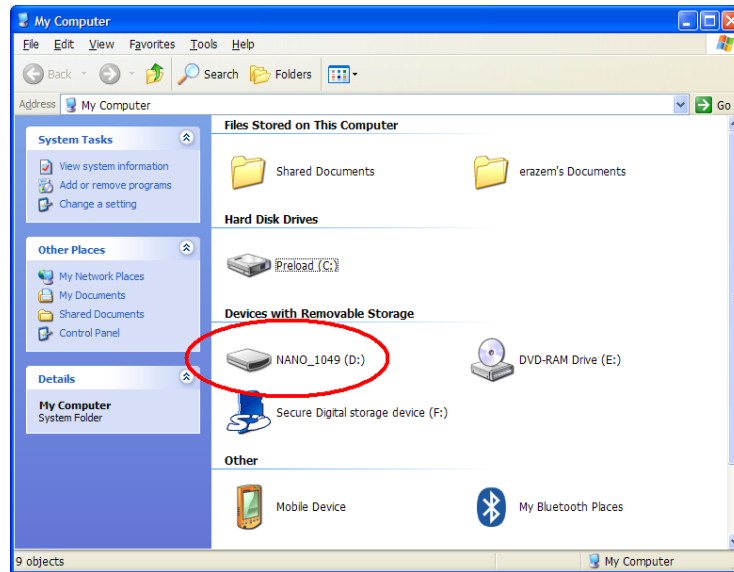 My Computer
File Edit View Favorites Tools Help
Back Search Folders
Address My Computer Go
System Tasks
View system information
Add or remove programs
Change a setting
Other Places
My Network Places
My Documents
Shared Documents
Control Panel
Details
My Computer
System Folder
Files Stored on This Computer
Shared Documents erazem's Documents
Hard Disk Drives
Preload (C:)
Devices with Removable Storage
NANO_1049 (D:) DVD-RAM Drive (E:)
Secure Digital storage device (F:)
Other
Mobile Device My Bluetooth Places
9 objects My Computer